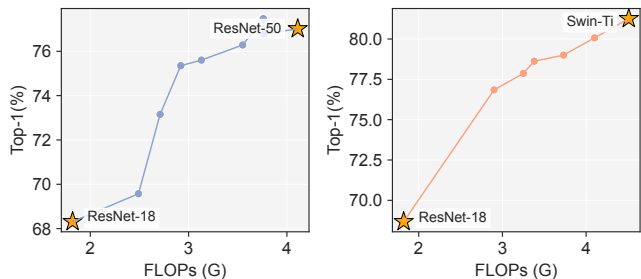 76
74
72
70
68
Top-1(%)
ResNet-50
ResNet-18
2
3
4
FLOPs (G)
80.0
77.5
75.0
72.5
70.0
Top-1(%)
Swin-Ti
ResNet-18
2
3
4
FLOPs (G)